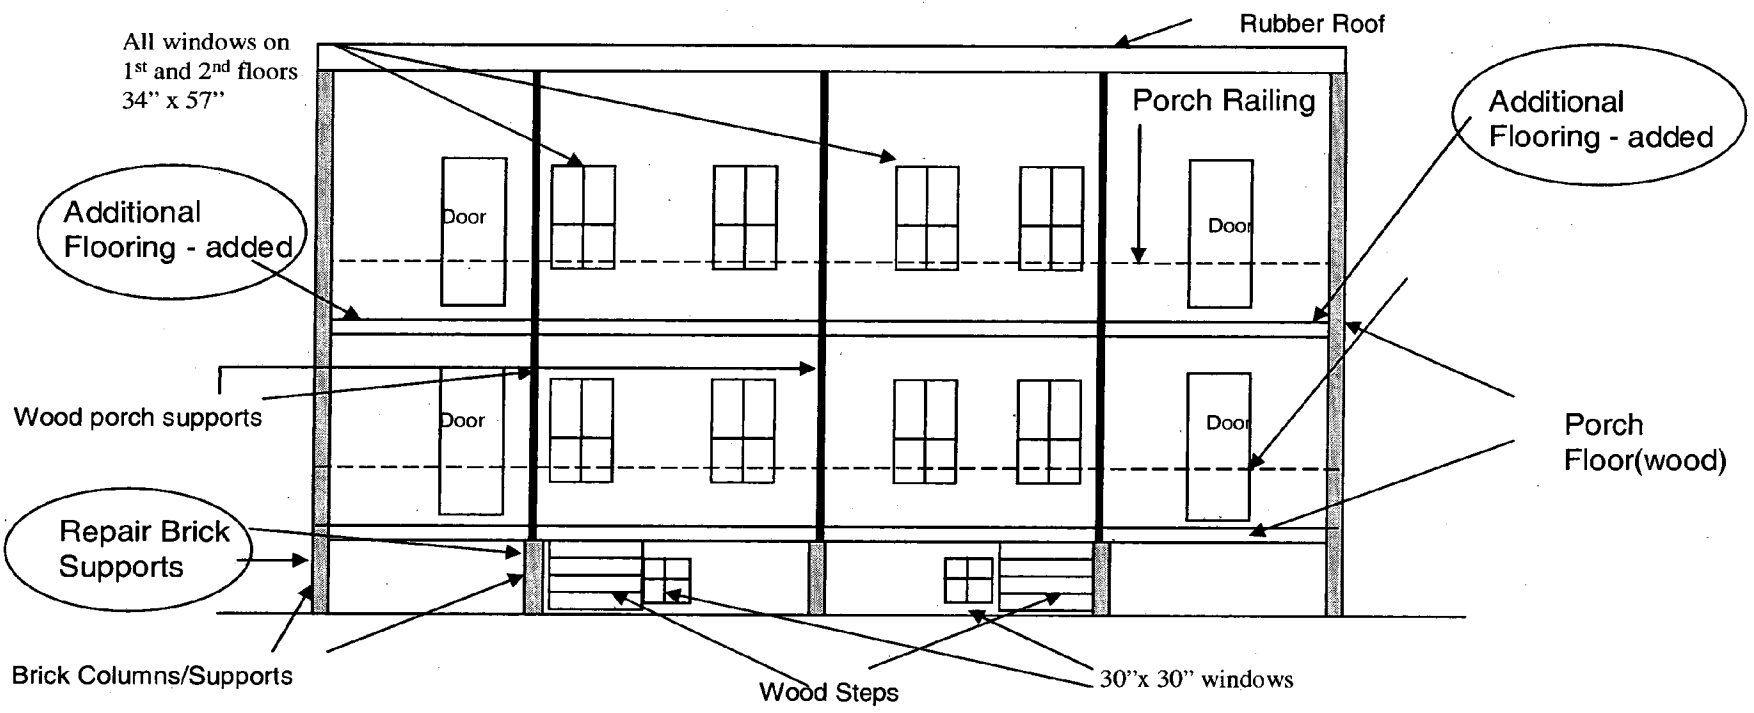 Rubber Roof
All windows on
1st and 2nd floors
34” x 57”
Porch Railing
Additional
Flooring - added
Additional
Flooring - added
Door
Door
Wood porch supports
Door
Door
Porch
Floor(wood)
Repair Brick
Supports
Brick Columns/Supports
Wood Steps
30”x 30” windows